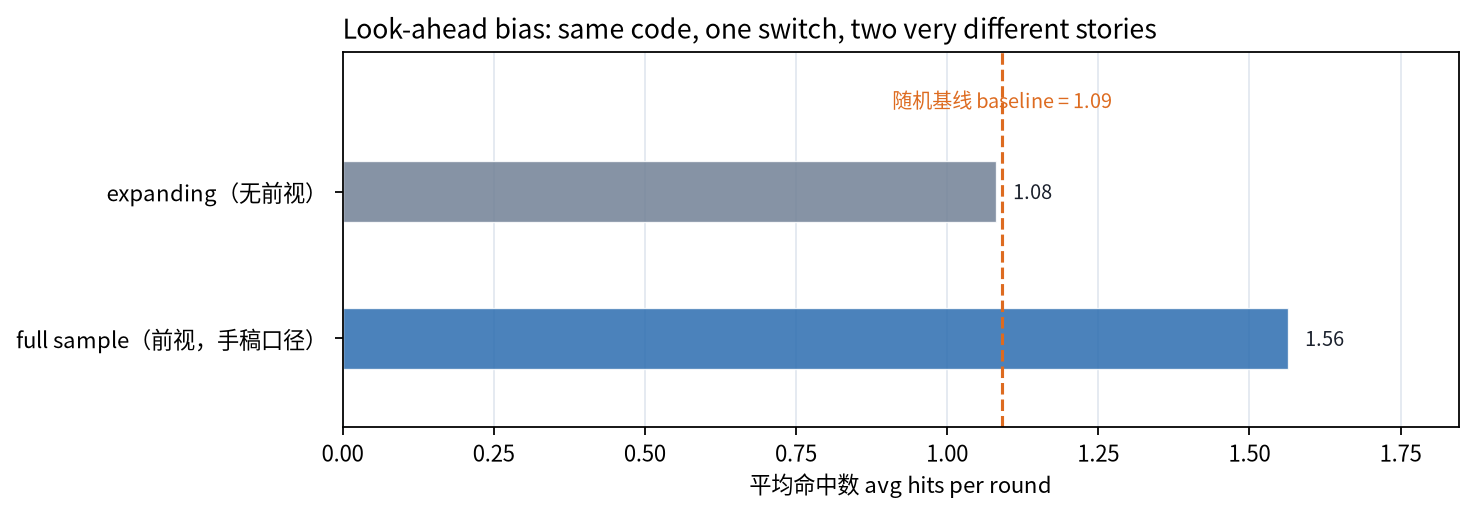 Look-ahead bias: same code, one switch, two very different stories
随机基线 baseline = 1.09
expanding（无前视）
1.08
full sample（前视，手稿口径）
1.56
0.00 0.25 0.50 0.75 1.00 1.25 1.50 1.75
平均命中数 avg hits per round